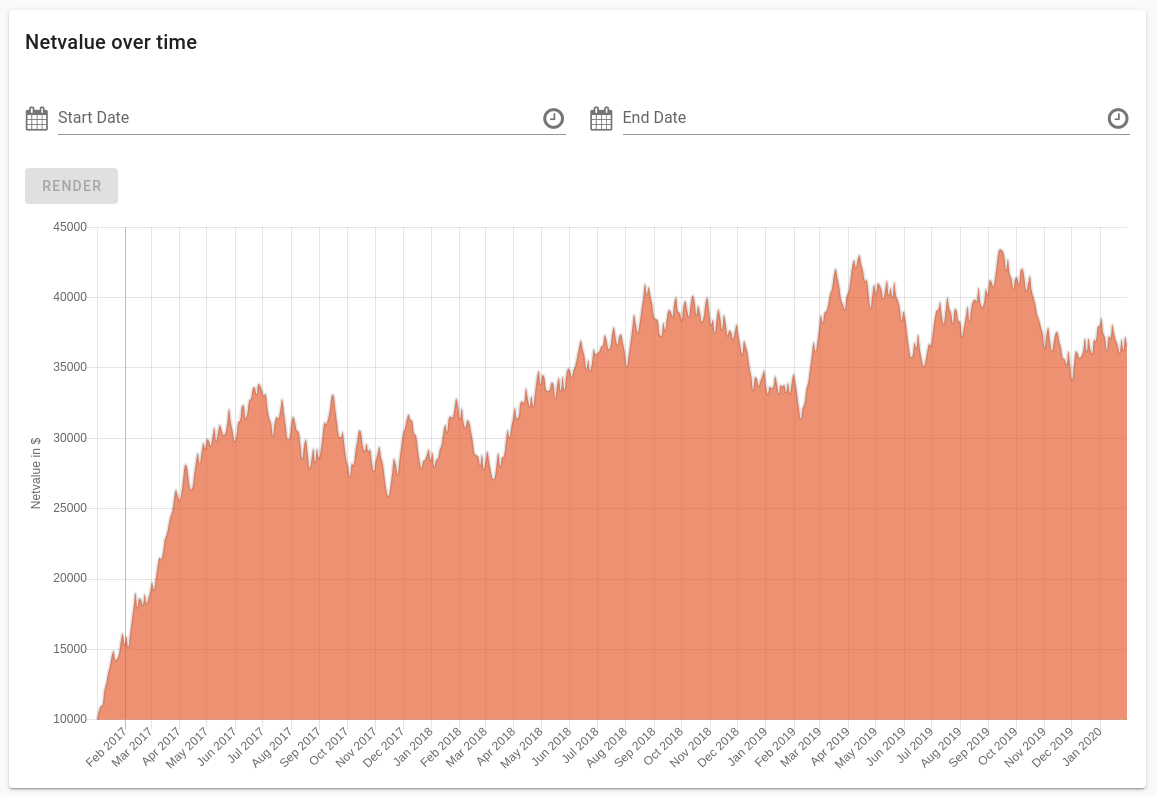 Netvalue over time
Start Date
End Date
RENDER
45000
40000
35000
30000
25000
20000
15000
10000
Netvalue in $
Feb 2017
Mar 2017
Apr 2017
May 2017
Jun 2017
Jul 2017
Aug 2017
Sep 2017
Oct 2017
Nov 2017
Dec 2017
Jan 2018
Feb 2018
Mar 2018
Apr 2018
May 2018
Jun 2018
Jul 2018
Aug 2018
Sep 2018
Oct 2018
Nov 2018
Dec 2018
Jan 2019
Feb 2019
Mar 2019
Apr 2019
May 2019
Jun 2019
Jul 2019
Aug 2019
Sep 2019
Oct 2019
Nov 2019
Dec 2019
Jan 2020